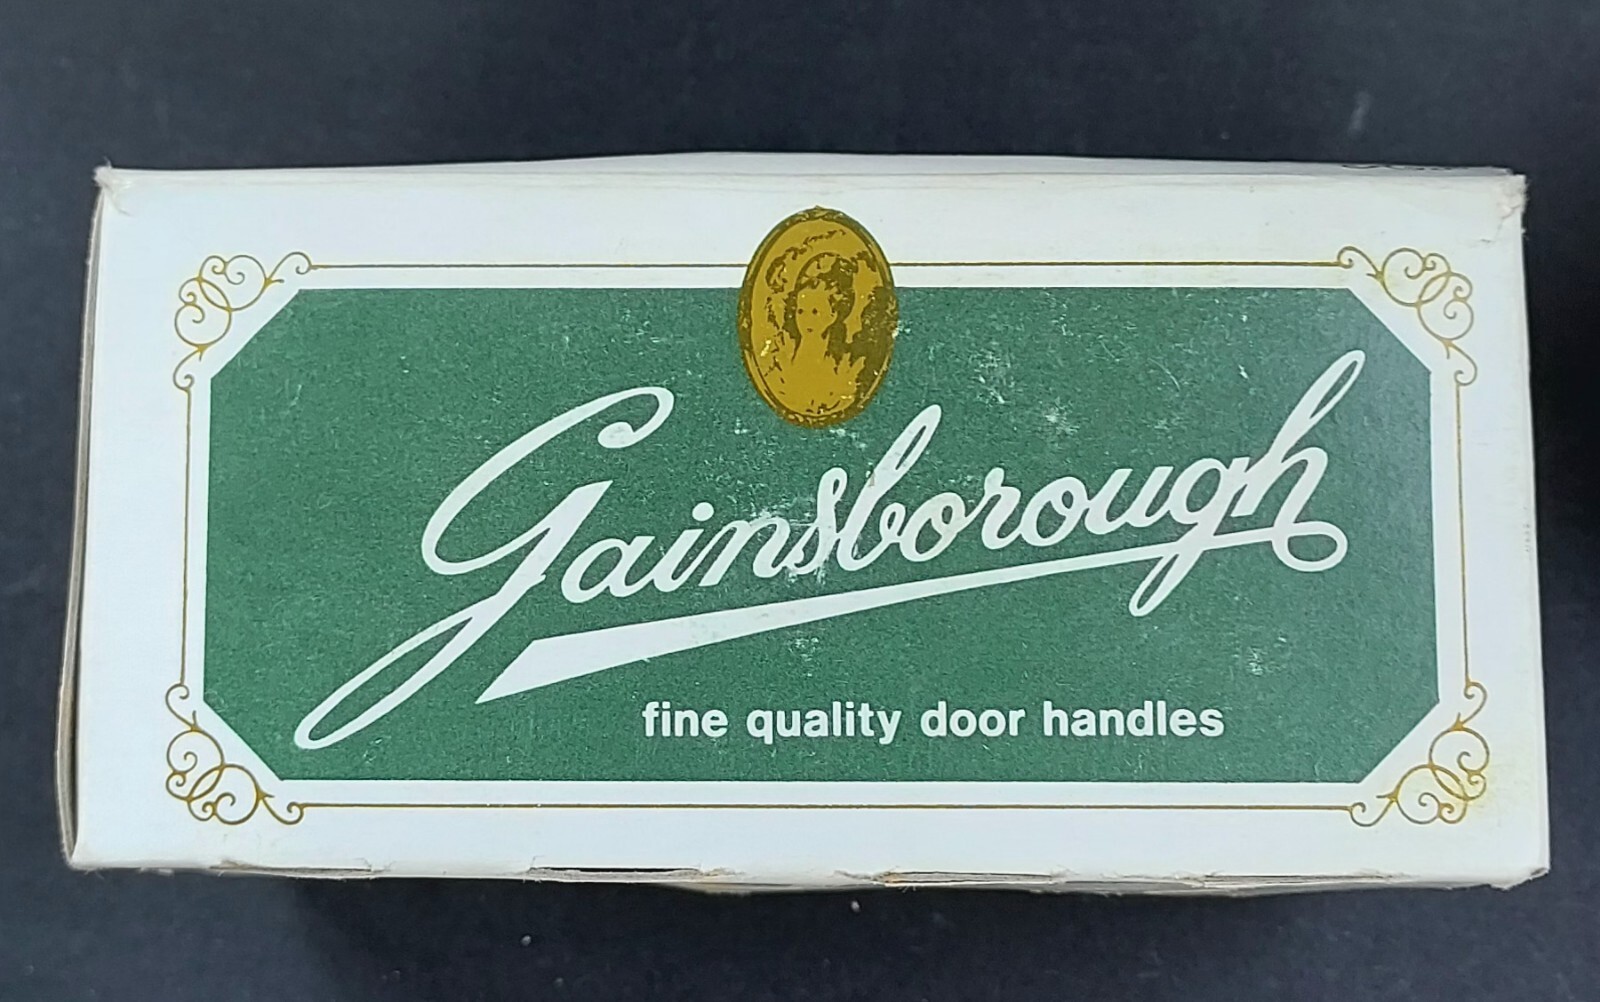 Gainsborough
fine quality door handles